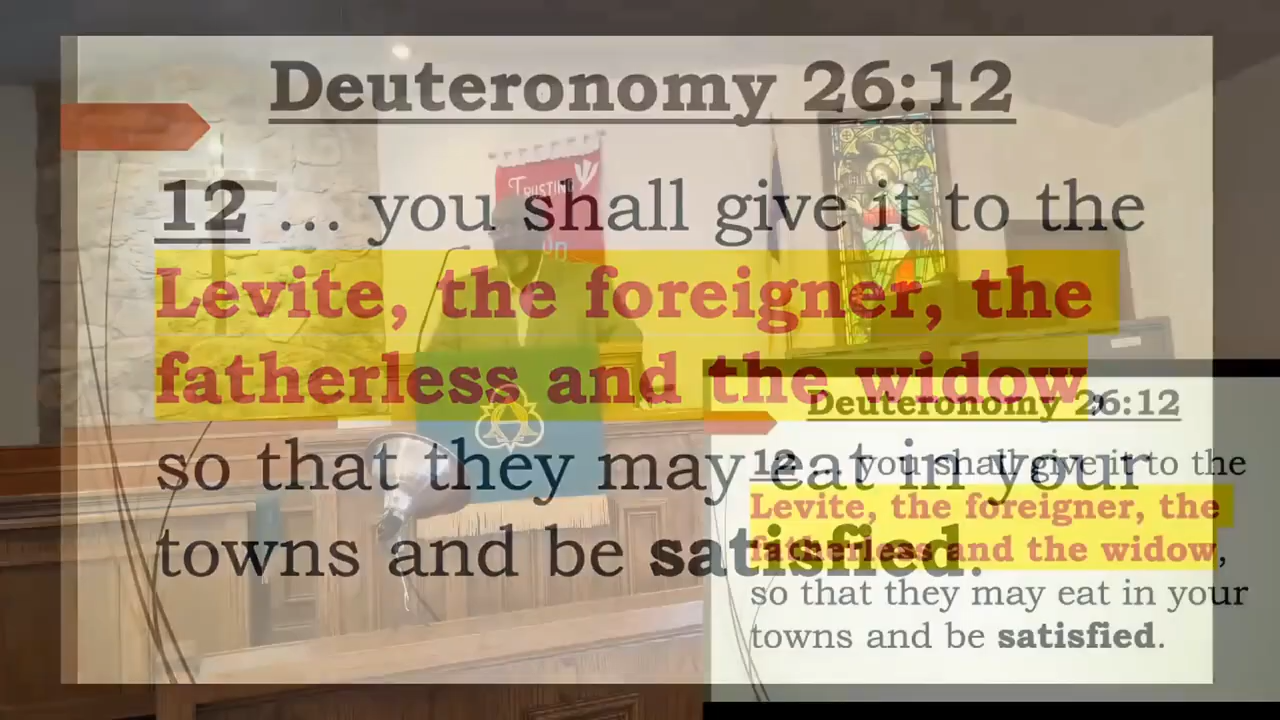 Deuteronomy 26:12
12 ... you shall give it to the
Levite, the foreigner, the
fatherless and the widow
so that they may eat in your
towns and be satisfied.
TRUSTING
Deuteronomy 26:12
12 ... you shall give it to the
Levite, the foreigner, the
fatherless and the widow,
so that they may eat in your
towns and be satisfied.